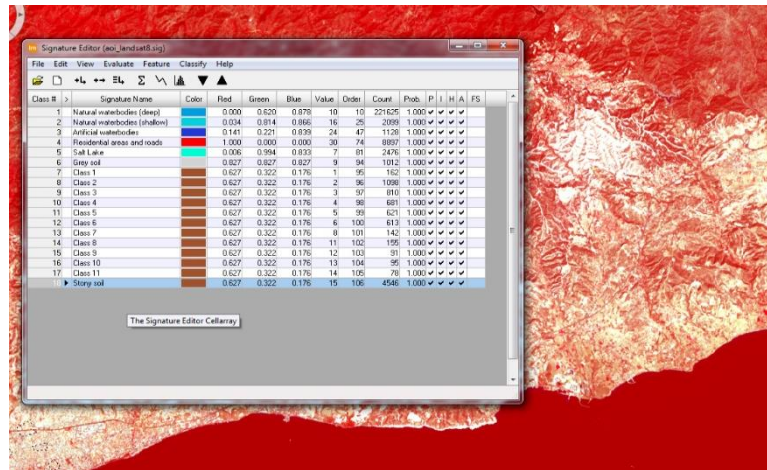 Signature Editor (aoi_landsat8.sig)
File Edit View Evaluate Feature Classify Help
Class # > Signature Name Color Red Green Blue Value Order Count Prob. P I H A FS
1 Natural waterbodies (deep) 0.000 0.620 0.878 10 10 221625 1.000
2 Natural waterbodies (shallow) 0.034 0.814 0.866 16 25 2099 1.000
3 Artificial waterbodies 0.141 0.221 0.839 24 47 1128 1.000
4 Residential areas and roads 1.000 0.000 0.000 30 74 8897 1.000
5 Salt Lake 0.006 0.994 0.833 7 81 2476 1.000
6 Grey soil 0.827 0.827 0.827 9 94 1012 1.000
7 Class 1 0.627 0.322 0.176 1 95 162 1.000
8 Class 2 0.627 0.322 0.176 2 96 1098 1.000
9 Class 3 0.627 0.322 0.176 3 97 810 1.000
10 Class 4 0.627 0.322 0.176 4 98 681 1.000
11 Class 5 0.627 0.322 0.176 5 99 621 1.000
12 Class 6 0.627 0.322 0.176 6 100 613 1.000
13 Class 7 0.627 0.322 0.176 8 101 142 1.000
14 Class 8 0.627 0.322 0.176 11 102 155 1.000
15 Class 9 0.627 0.322 0.176 12 103 91 1.000
16 Class 10 0.627 0.322 0.176 13 104 95 1.000
17 Class 11 0.627 0.322 0.176 14 105 78 1.000
Stony soil 0.627 0.322 0.176 15 106 4546 1.000
The Signature Editor Cellarray